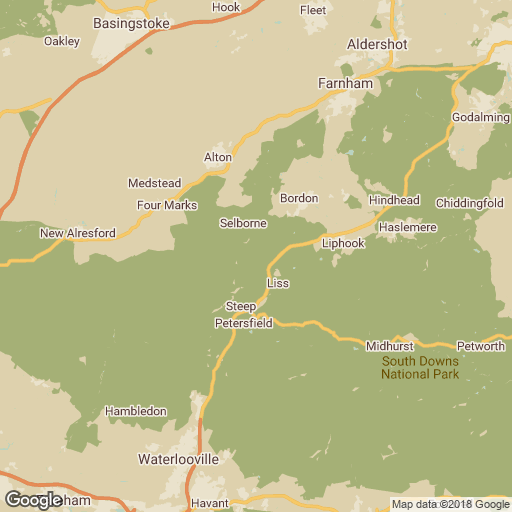 Hook
Fleet
Basingstoke
Oakley
Aldershot
Farnham
Godalming
Alton
Medstead
Four Marks
Bordon
Hindhead
Chiddingfold
Selborne
New Alresford
Haslemere
Liphook
Liss
Steep
Petersfield
Midhurst
Petworth
South Downs
National Park
Hambledon
Waterlooville
Google
ham
Havant
Map data ©2018 Google